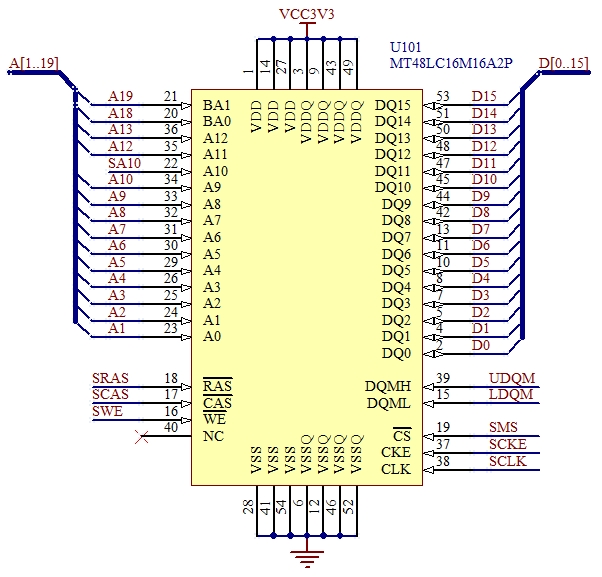 VCC3V3
A[1..19]
U101
MT48LC16M16A2P
D[0..15]
1 14 27 3 9 43 49
VDD VDD VDD VDDQ VDDQ VDDQ VDDQ
A19 21 BA1 DQ15 53 D15
A18 20 BA0 DQ14 51 D14
A13 36 A12 DQ13 50 D13
A12 35 A11 DQ12 48 D12
SA10 22 A10 DQ11 47 D11
A10 34 A9 DQ10 45 D10
A9 33 A8 DQ9 44 D9
A8 32 A7 DQ8 42 D8
A7 31 A6 DQ7 13 D7
A6 30 A5 DQ6 11 D6
A5 29 A4 DQ5 10 D5
A4 26 A3 DQ4 8 D4
A3 25 A2 DQ3 7 D3
A2 24 A1 DQ2 5 D2
A1 23 A0 DQ1 4 D1
DQ0 2 D0
SRAS 18 RAS DQMH 39 UDQM
SCAS 17 CAS DQML 15 LDQM
SWE 16 WE
40 NC CS 19 SMS
CKE 37 SCKE
CLK 38 SCLK
VSS VSS VSS VSSQ VSSQ VSSQ VSSQ
28 41 54 6 12 46 52